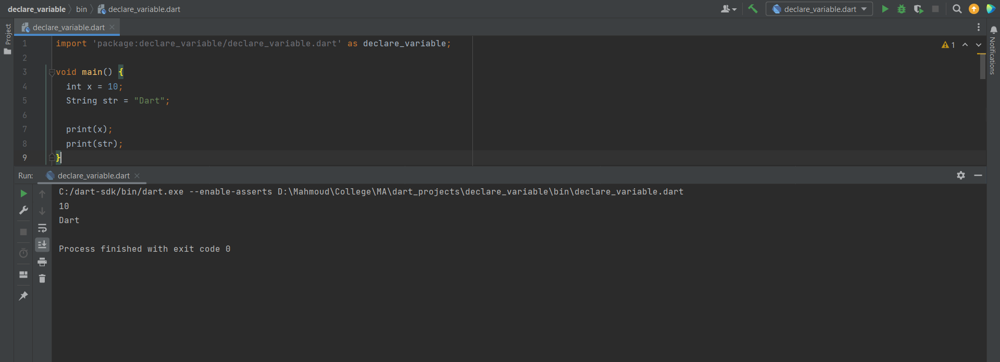 declare_variable bin declare_variable.dart declare_variable.dart
Project
declare_variable.dart
Notifications
1 import 'package:declare_variable/declare_variable.dart' as declare_variable; 1
2
3 void main() {
4 int x = 10;
5 String str = "Dart";
6
7 print(x);
8 print(str);
9 }
Run: declare_variable.dart
C:/dart-sdk/bin/dart.exe --enable-asserts D:\Mahmoud\College\MA\dart_projects\declare_variable\bin\declare_variable.dart
10
Dart
Process finished with exit code 0